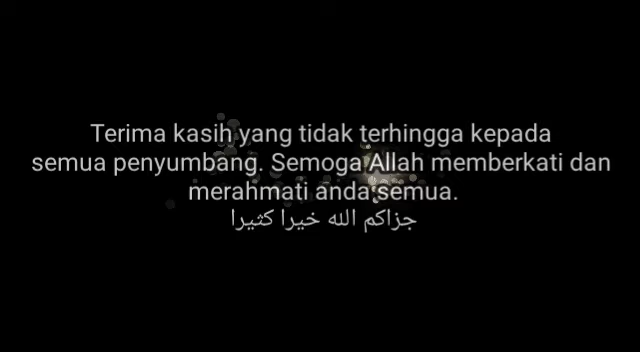 Terima kasih yang tidak terhingga kepada
semua penyumbang. Semoga Allah memberkati dan
merahmati anda semua.
جزاكم الله خيرا كثيرا